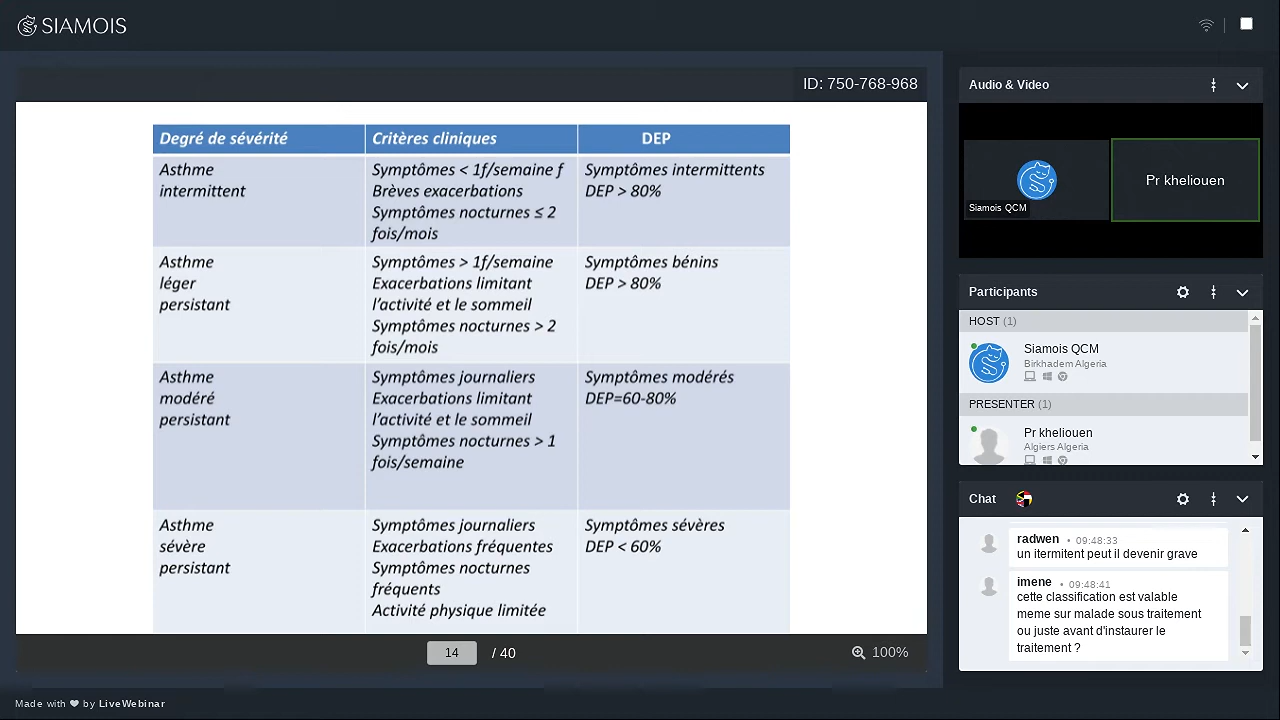 SIAMOIS
ID: 750-768-968
Degré de sévérité
Critères cliniques
DEP
Asthme
intermittent
Symptômes < 1f/semaine f
Brèves exacerbations
Symptômes nocturnes ≤ 2
fois/mois
Symptômes intermittents
DEP > 80%
Asthme
léger
persistant
Symptômes > 1f/semaine
Exacerbations limitant
l’activité et le sommeil
Symptômes nocturnes > 2
fois/mois
Symptômes bénins
DEP > 80%
Asthme
modéré
persistant
Symptômes journaliers
Exacerbations limitant
l’activité et le sommeil
Symptômes nocturnes > 1
fois/semaine
Symptômes modérés
DEP=60-80%
Asthme
sévère
persistant
Symptômes journaliers
Exacerbations fréquentes
Symptômes nocturnes
fréquents
Activité physique limitée
Symptômes sévères
DEP < 60%
14 / 40
100%
Audio & Video
Siamois QCM
Pr kheliouen
Participants
HOST (1)
Siamois QCM
Birkhadem Algeria
PRESENTER (1)
Pr kheliouen
Algiers Algeria
Chat
radwen • 09:48:33
un itermitent peut il devenir grave
imene • 09:48:41
cette classification est valable
meme sur malade sous traitement
ou juste avant d'instaurer le
traitement ?
Made with ❤ by LiveWebinar